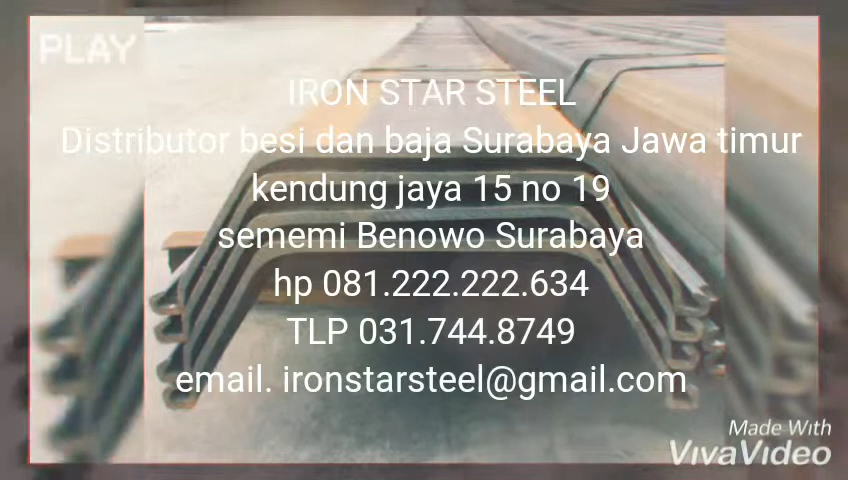 PLAY
IRON STAR STEEL
Distributor besi dan baja Surabaya Jawa timur
kendung jaya 15 no 19
sememi Benowo Surabaya
hp 081.222.222.634
TLP 031.744.8749
email. ironstarsteel@gmail.com
Made With
VivaVideo